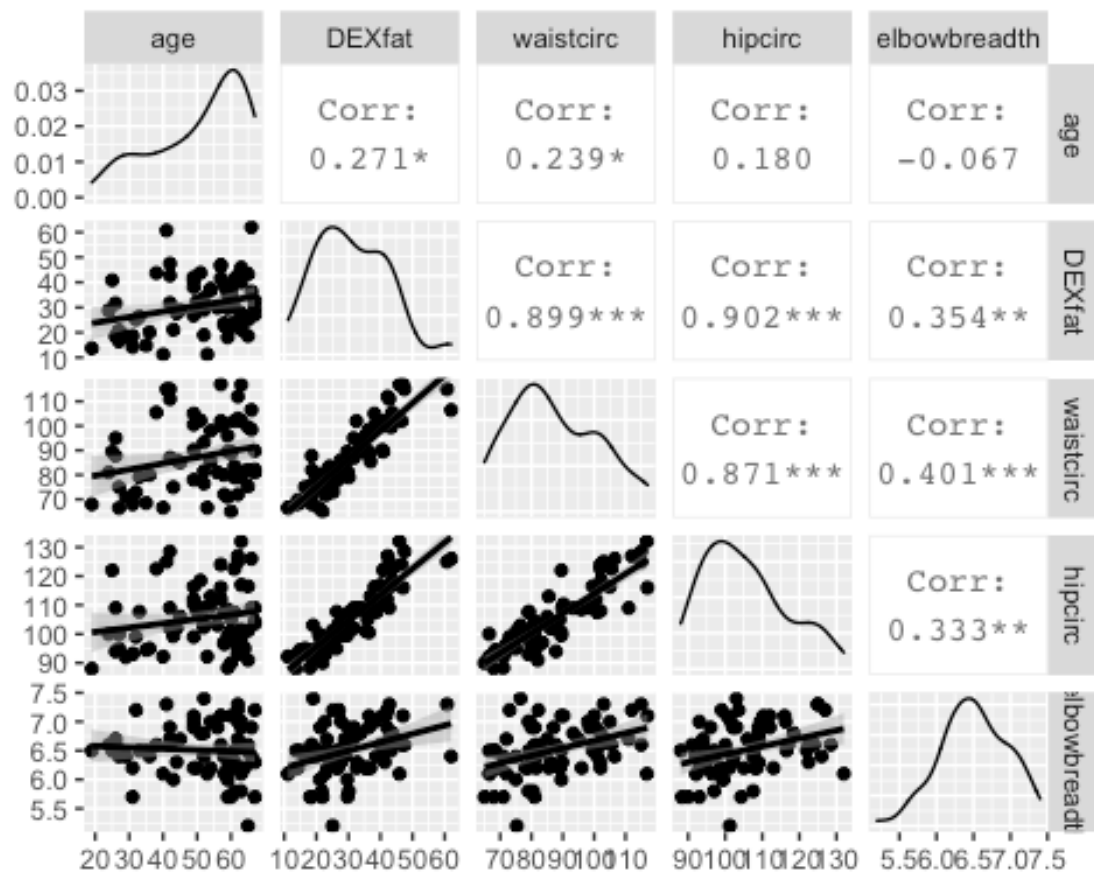 age DEXfat waistcirc hipcirc elbowbreadth
0.03
0.02
0.01
0.00
Corr:
0.271*
Corr:
0.239*
Corr:
0.180
Corr:
-0.067
age
60
50
40
30
20
10
Corr:
0.899***
Corr:
0.902***
Corr:
0.354**
DEXfat
110
100
90
80
70
Corr:
0.871***
Corr:
0.401***
waistcirc
130
120
110
100
90
Corr:
0.333**
hipcirc
7.5
7.0
6.5
6.0
5.5
elbowbreadt
20 30 40 50 60 10 20 30 40 50 60 70 80 90 100 110 90 100 110 120 130 5.5 6.0 6.5 7.0 7.5